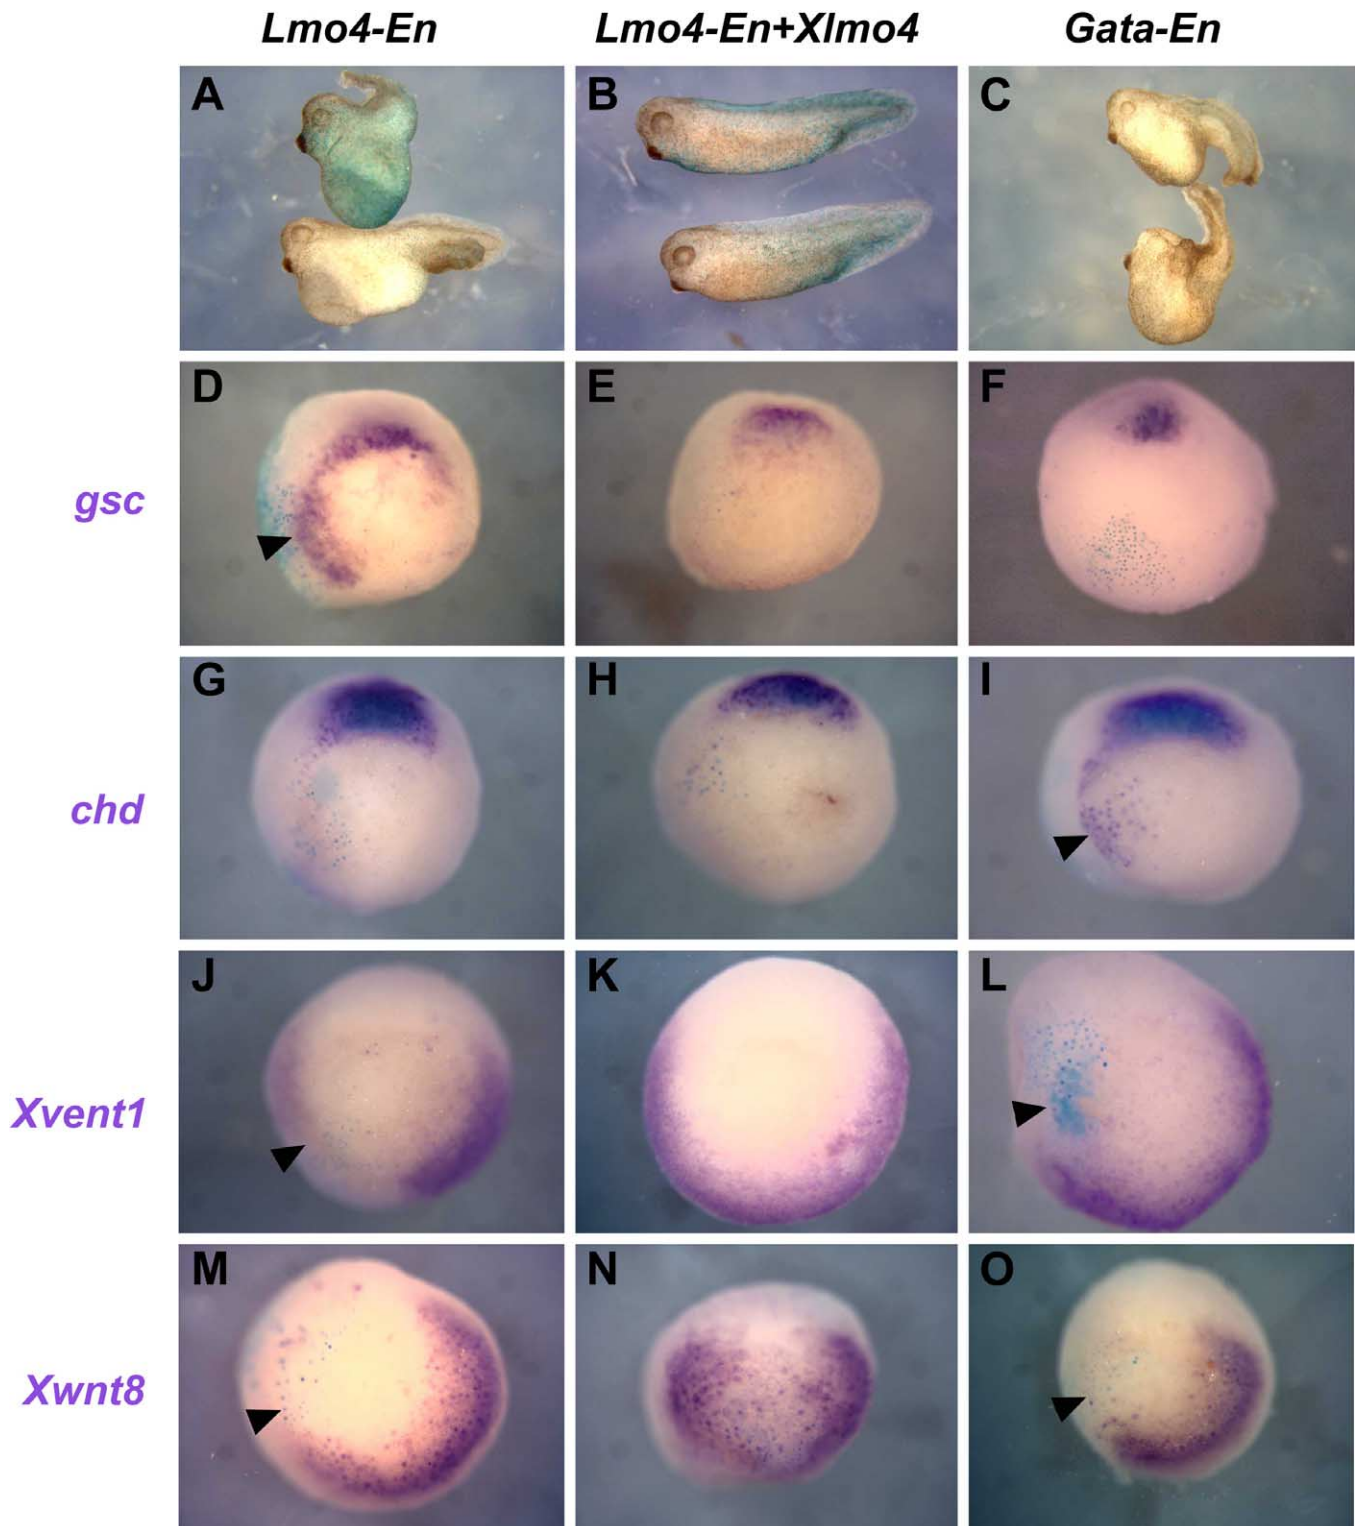 Lmo4-En Lmo4-En+Xlmo4 Gata-En
A B C
gsc D E F
chd G H I
Xvent1 J K L
Xwnt8 M N O